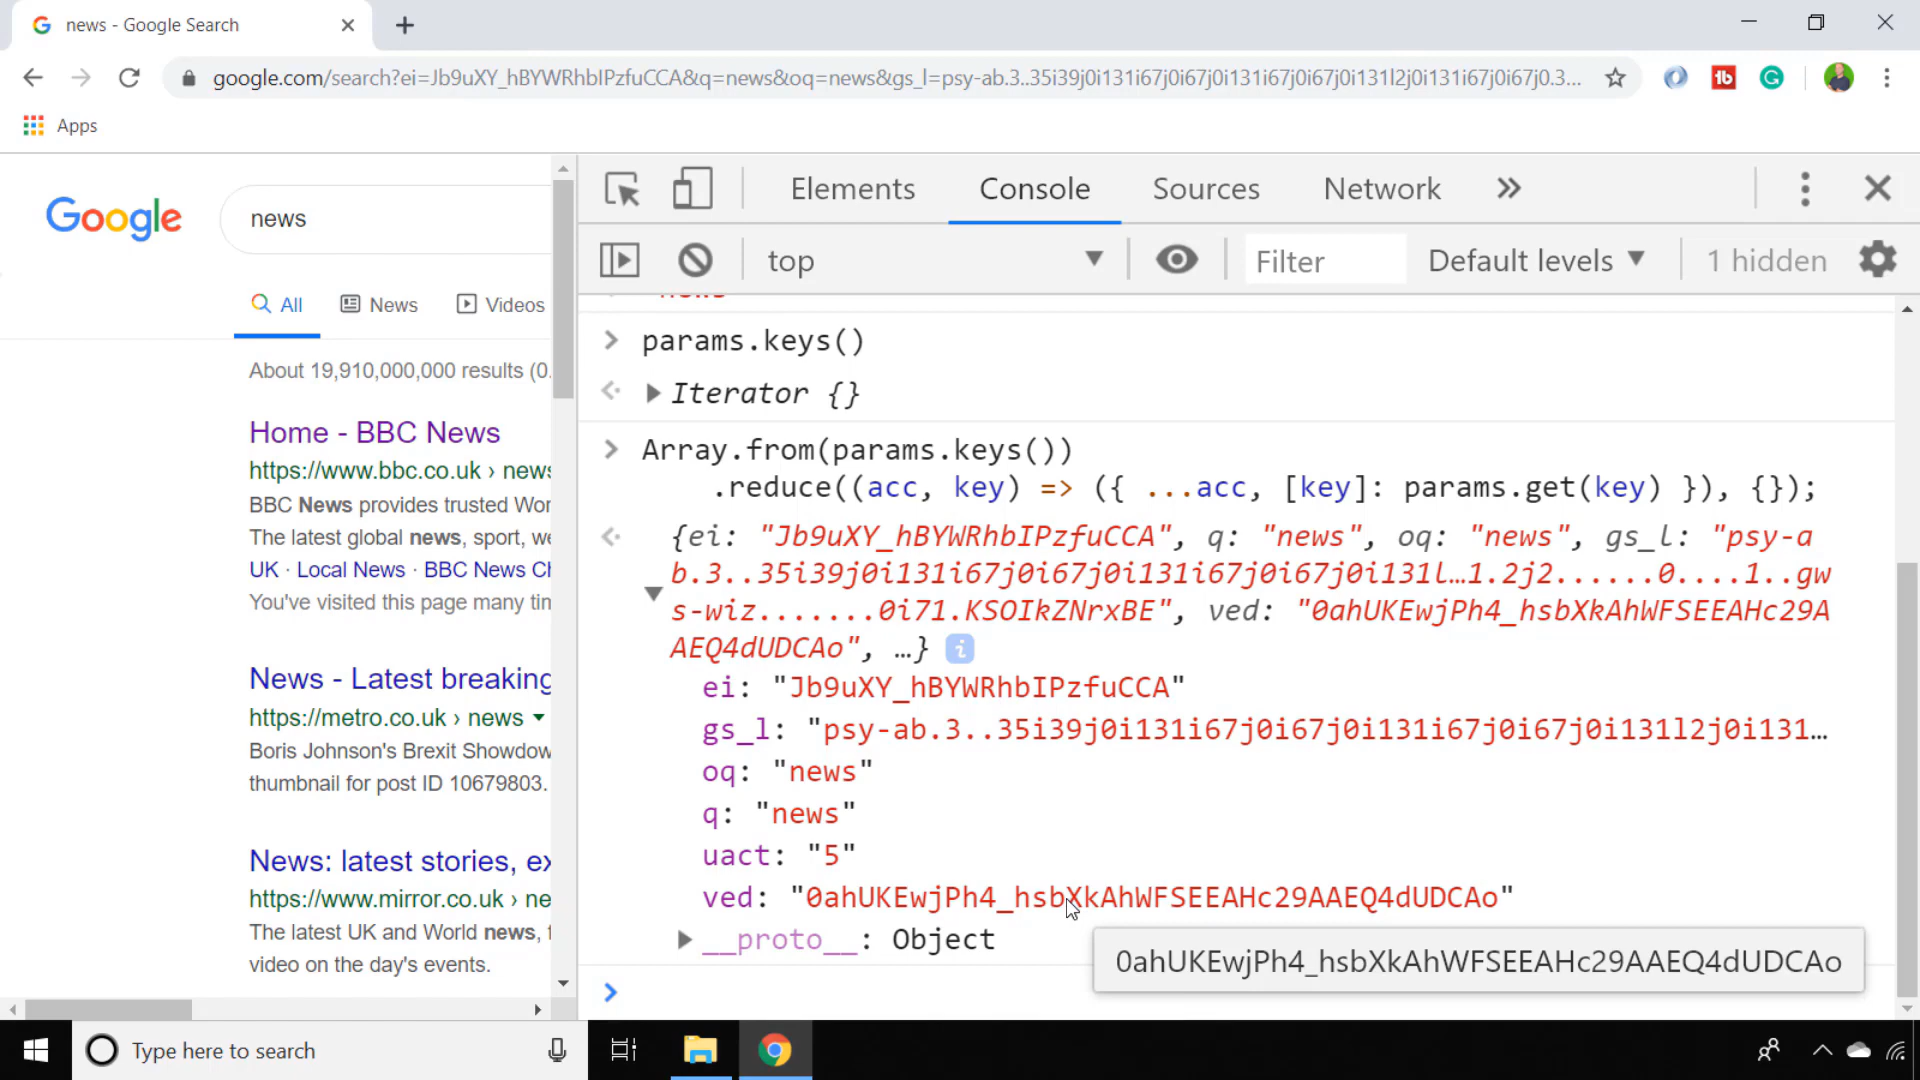 news - Google Search
google.com/search?ei=Jb9uXY_hBYWRhbIPzfuCCA&q=news&oq=news&gs_l=psy-ab.3..35i39j0i131i67j0i67j0i131i67j0i67j0i131l2j0i131i67j0i67j0.3...
Apps
Google
news
All News Videos
About 19,910,000,000 results (0.
Home - BBC News
https://www.bbc.co.uk › news
BBC News provides trusted Wor
The latest global news, sport, we
UK · Local News · BBC News Ch
You've visited this page many tim
News - Latest breaking
https://metro.co.uk › news
Boris Johnson's Brexit Showdow
thumbnail for post ID 10679803.
News: latest stories, ex
https://www.mirror.co.uk › ne
The latest UK and World news, f
video on the day's events.
Elements Console Sources Network »
top Filter Default levels 1 hidden
params.keys()
Iterator {}
Array.from(params.keys())
.reduce((acc, key) => ({ ...acc, [key]: params.get(key) }), {});
{ei: "Jb9uXY_hBYWRhbIPzfuCCA", q: "news", oq: "news", gs_l: "psy-a
b.3..35i39j0i131i67j0i67j0i131i67j0i67j0i131l…1.2j2......0....1..gw
s-wiz.......0i71.KSOIkZNrxBE", ved: "0ahUKEwjPh4_hsbXkAhWFSEEAHc29A
AEQ4dUDCAo", …} i
ei: "Jb9uXY_hBYWRhbIPzfuCCA"
gs_l: "psy-ab.3..35i39j0i131i67j0i67j0i131i67j0i67j0i131l2j0i131…
oq: "news"
q: "news"
uact: "5"
ved: "0ahUKEwjPh4_hsbXkAhWFSEEAHc29AAEQ4dUDCAo"
__proto__: Object
0ahUKEwjPh4_hsbXkAhWFSEEAHc29AAEQ4dUDCAo
Type here to search